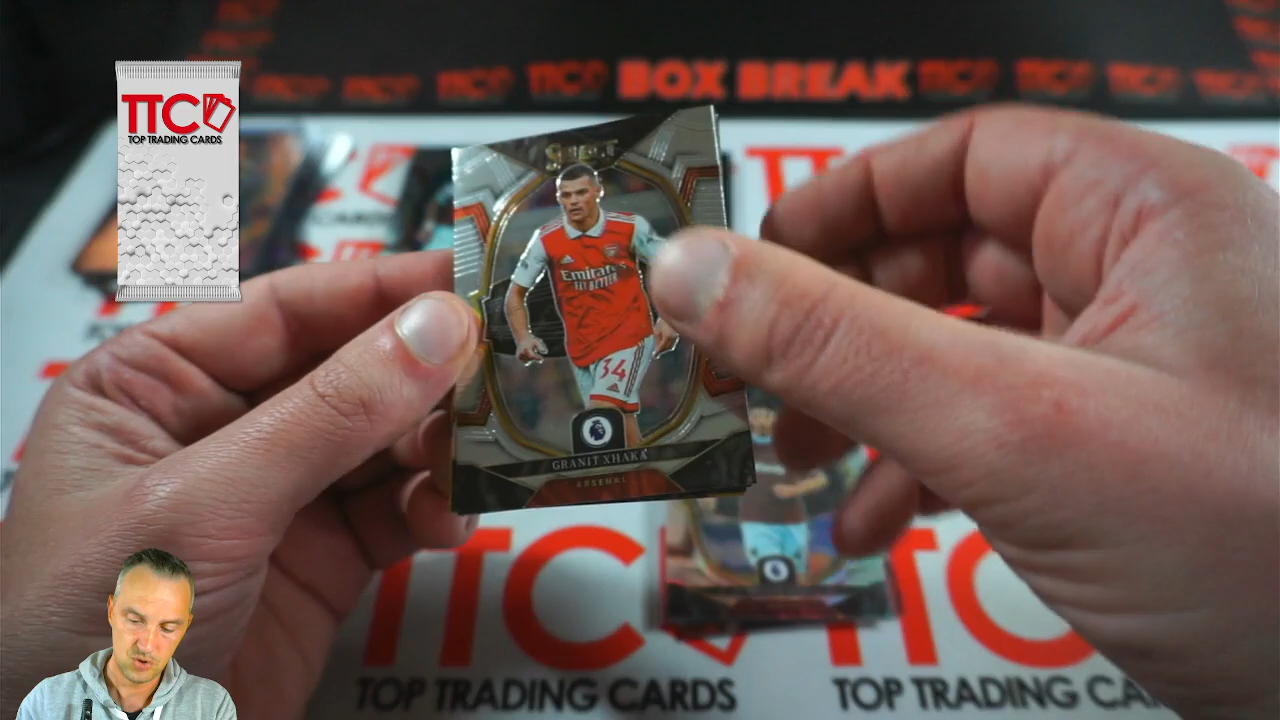 TTC TTC BOX BREAK TTC TTC
TTC
TOP TRADING CARDS
Select
Emirates
FLY BETTER
34
GRANIT XHAKA
ARSENAL
CARDS
TTC TTC
TOP TRADING CARDS
TOP TRADING CA